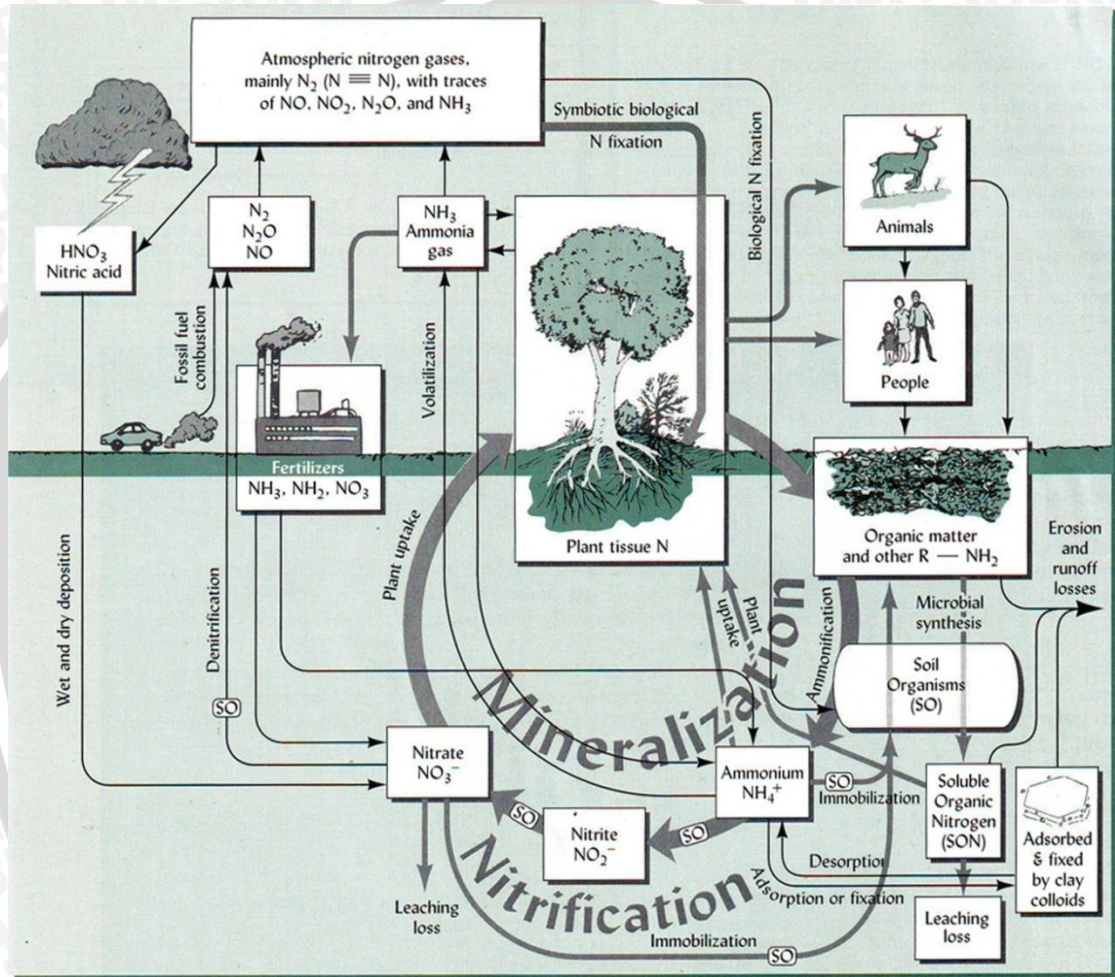 Atmospheric nitrogen gases,
mainly N₂ (N ≡ N), with traces
of NO, NO₂, N₂O, and NH₃
Symbiotic biological
N fixation
Biological N fixation
Animals
People
HNO₃
Nitric acid
N₂
N₂O
NO
NH₃
Ammonia
gas
Fossil fuel
combustion
Volatilization
Fertilizers
NH₃, NH₂, NO₃
Plant tissue N
Organic matter
and other R — NH₂
Erosion and
runoff
losses
Wet and dry deposition
Denitrification
SO
Plant uptake
Plant
uptake
Ammonification
Microbial
synthesis
Soil
Organisms
(SO)
Mineralization
Nitrate
NO₃⁻
Ammonium
NH₄⁺
SO
Immobilization
Soluble
Organic
Nitrogen
(SON)
Adsorbed
& fixed
by clay
colloids
SO
Nitrite
NO₂⁻
SO
Desorption
Adsorption or fixation
Nitrification
Leaching
loss
Immobilization
SO
Leaching
loss